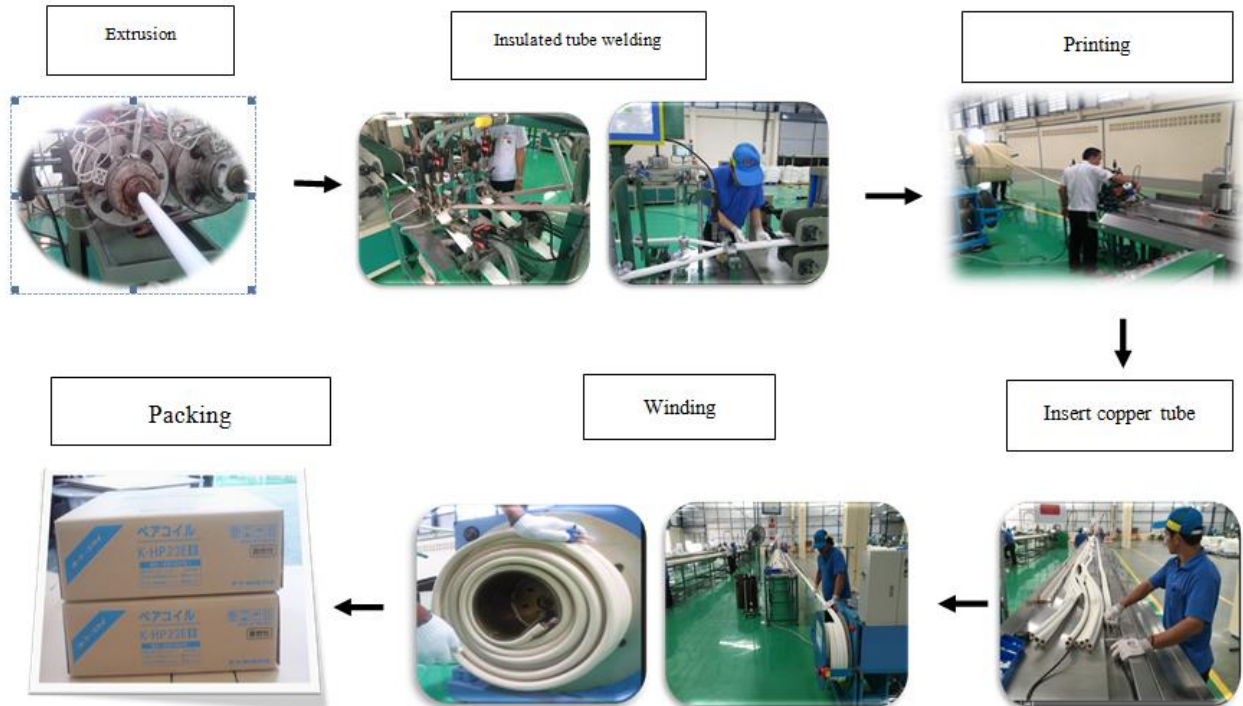 Extrusion
Insulated tube welding
Printing
Insert copper tube
Winding
Packing
ペアコイル
K-HP23E
ペアコイル
K-HP23E